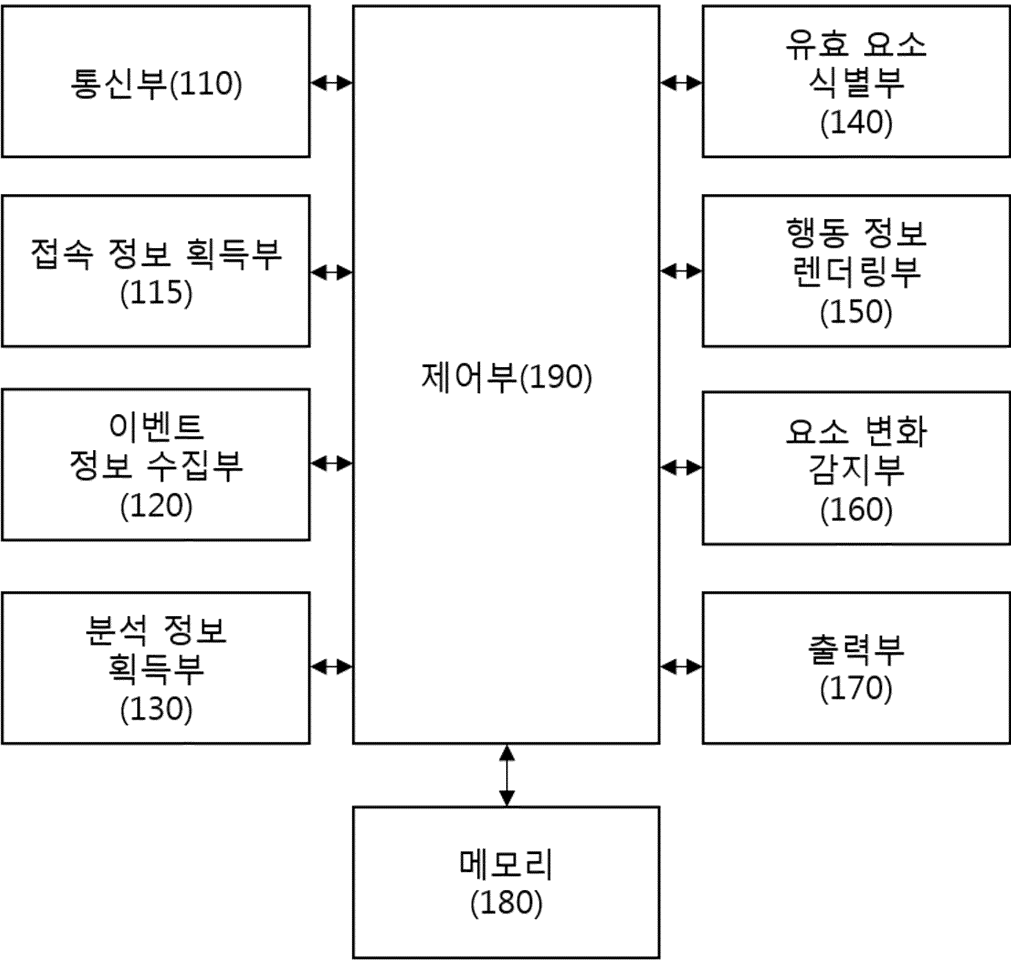 통신부(110)
접속 정보 획득부
(115)
이벤트
정보 수집부
(120)
분석 정보
획득부
(130)
제어부(190)
유효 요소
식별부
(140)
행동 정보
렌더링부
(150)
요소 변화
감지부
(160)
출력부
(170)
메모리
(180)